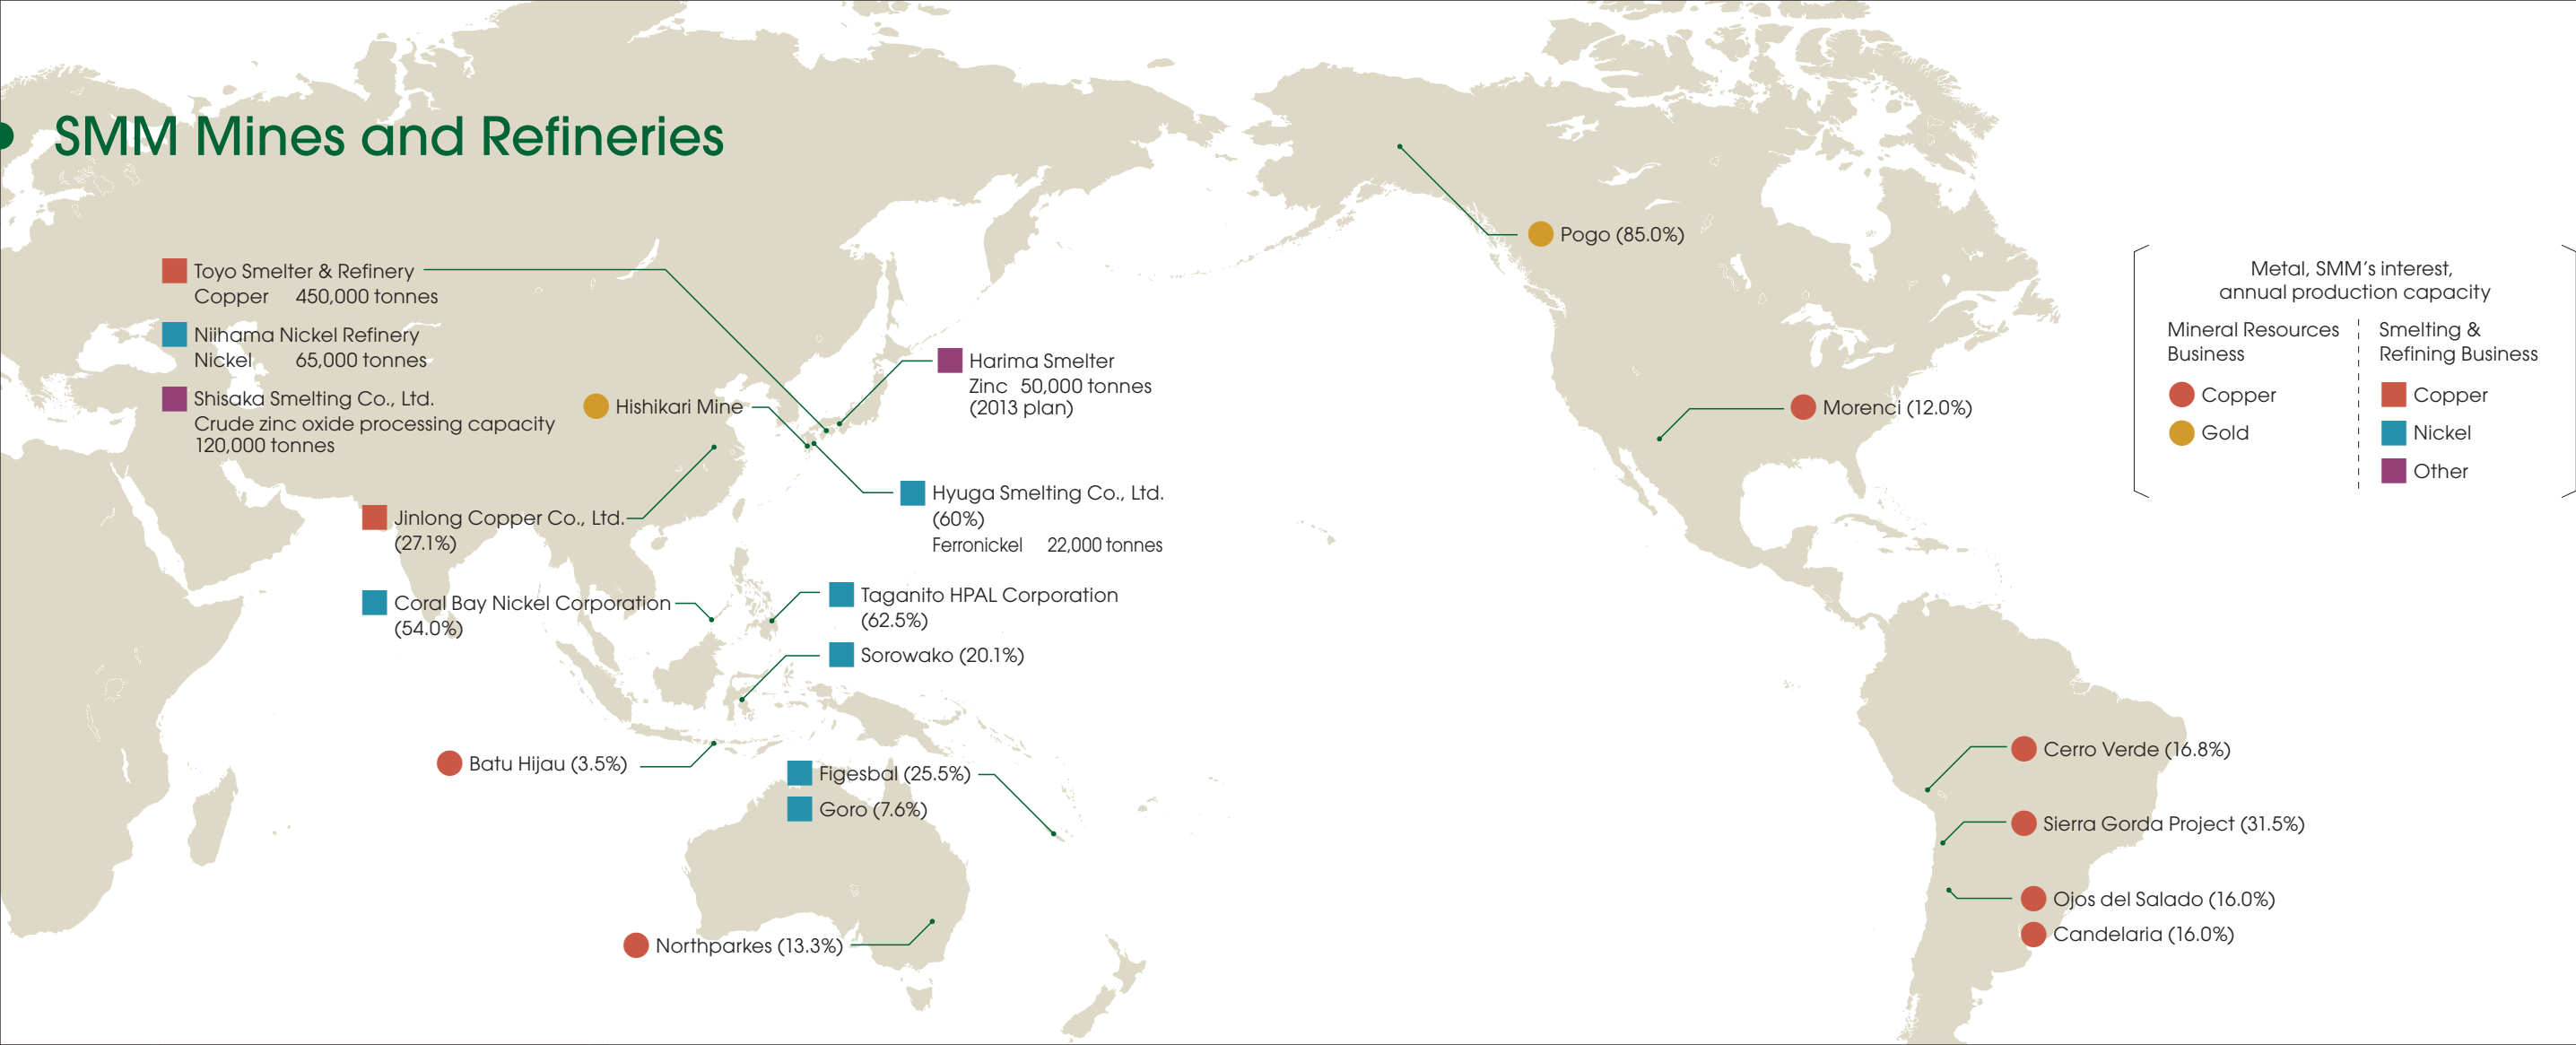 SMM Mines and Refineries
Toyo Smelter & Refinery
Copper 450,000 tonnes
Niihama Nickel Refinery
Nickel 65,000 tonnes
Shisaka Smelting Co., Ltd.
Crude zinc oxide processing capacity
120,000 tonnes
Hishikari Mine
Harima Smelter
Zinc 50,000 tonnes
(2013 plan)
Jinlong Copper Co., Ltd.
(27.1%)
Hyuga Smelting Co., Ltd.
(60%)
Ferronickel 22,000 tonnes
Coral Bay Nickel Corporation
(54.0%)
Taganito HPAL Corporation
(62.5%)
Sorowako (20.1%)
Batu Hijau (3.5%)
Figesbal (25.5%)
Goro (7.6%)
Northparkes (13.3%)
Pogo (85.0%)
Morenci (12.0%)
Cerro Verde (16.8%)
Sierra Gorda Project (31.5%)
Ojos del Salado (16.0%)
Candelaria (16.0%)
Metal, SMM's interest,
annual production capacity
Mineral Resources
Business
Copper
Gold
Smelting &
Refining Business
Copper
Nickel
Other